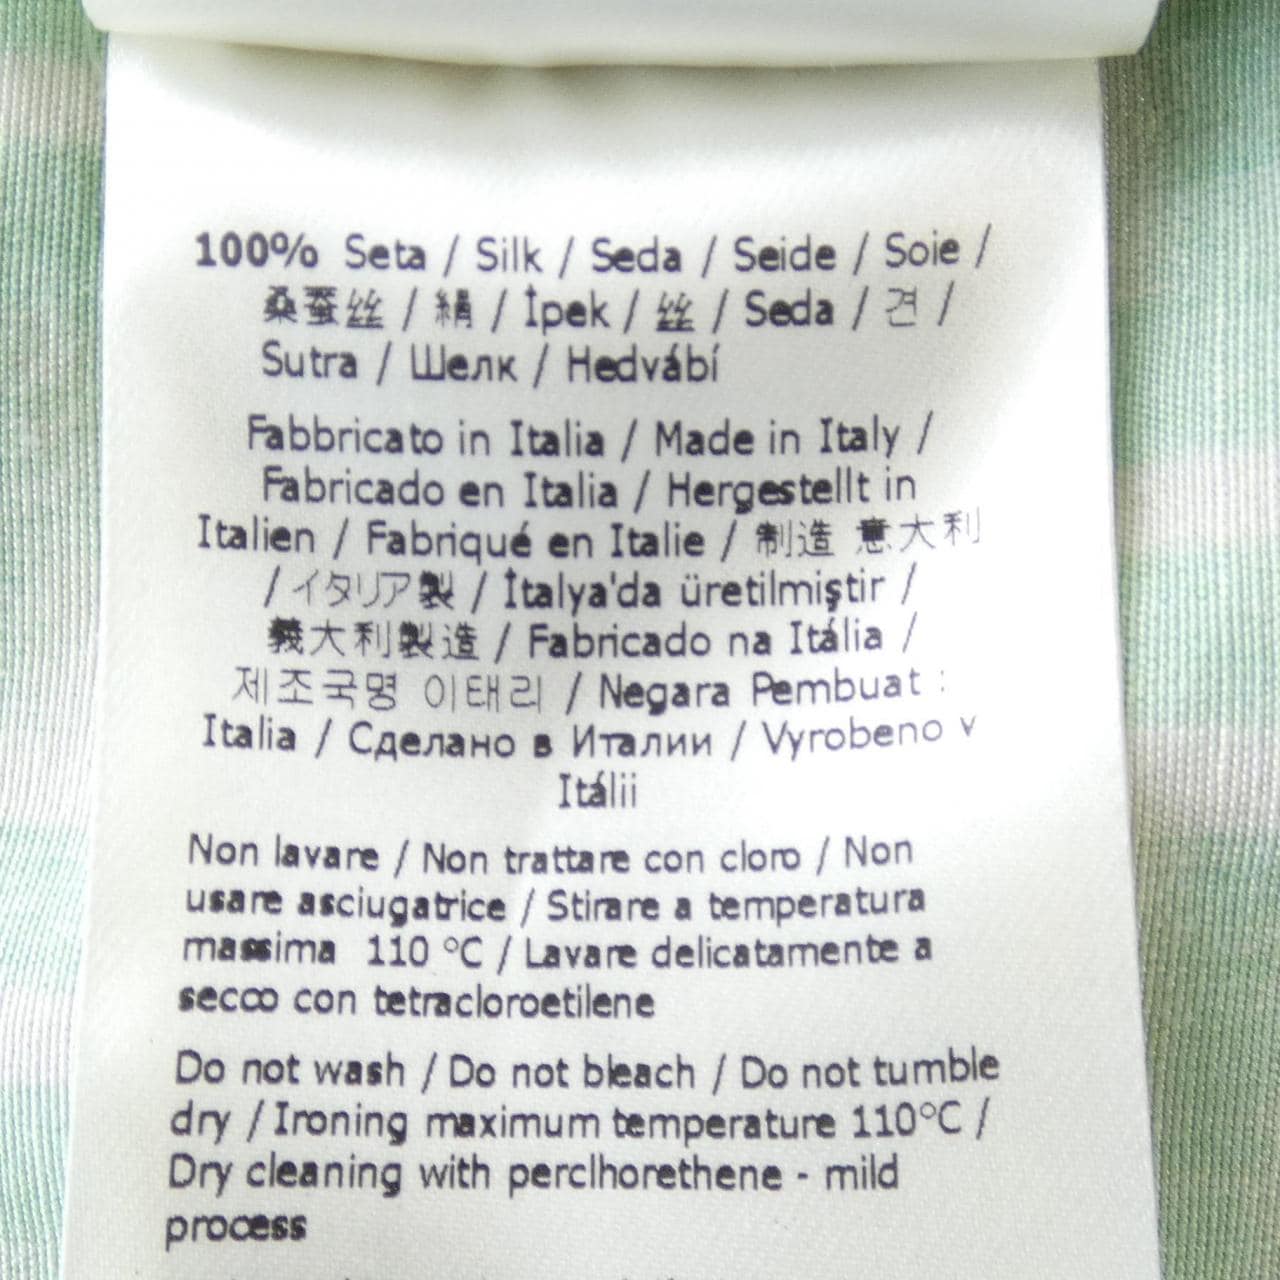 100% Seta / Silk / Seda / Seide / Soie /
桑蚕丝 / 絹 / İpek / 丝 / Seda / 견 /
Sutra / Шелк / Hedvábí
Fabbricato in Italia / Made in Italy /
Fabricado en Italia / Hergestellt in
Italien / Fabriqué en Italie / 制造 意大利
/ イタリア製 / İtalya'da üretilmiştir /
義大利製造 / Fabricado na Itália /
제조국명 이태리 / Negara Pembuat :
Italia / Сделано в Италии / Vyrobeno v
Itálii
Non lavare / Non trattare con cloro / Non
usare asciugatrice / Stirare a temperatura
massima 110 °C / Lavare delicatamente a
secco con tetracloroetilene
Do not wash / Do not bleach / Do not tumble
dry / Ironing maximum temperature 110°C /
Dry cleaning with perclhorethene - mild
process